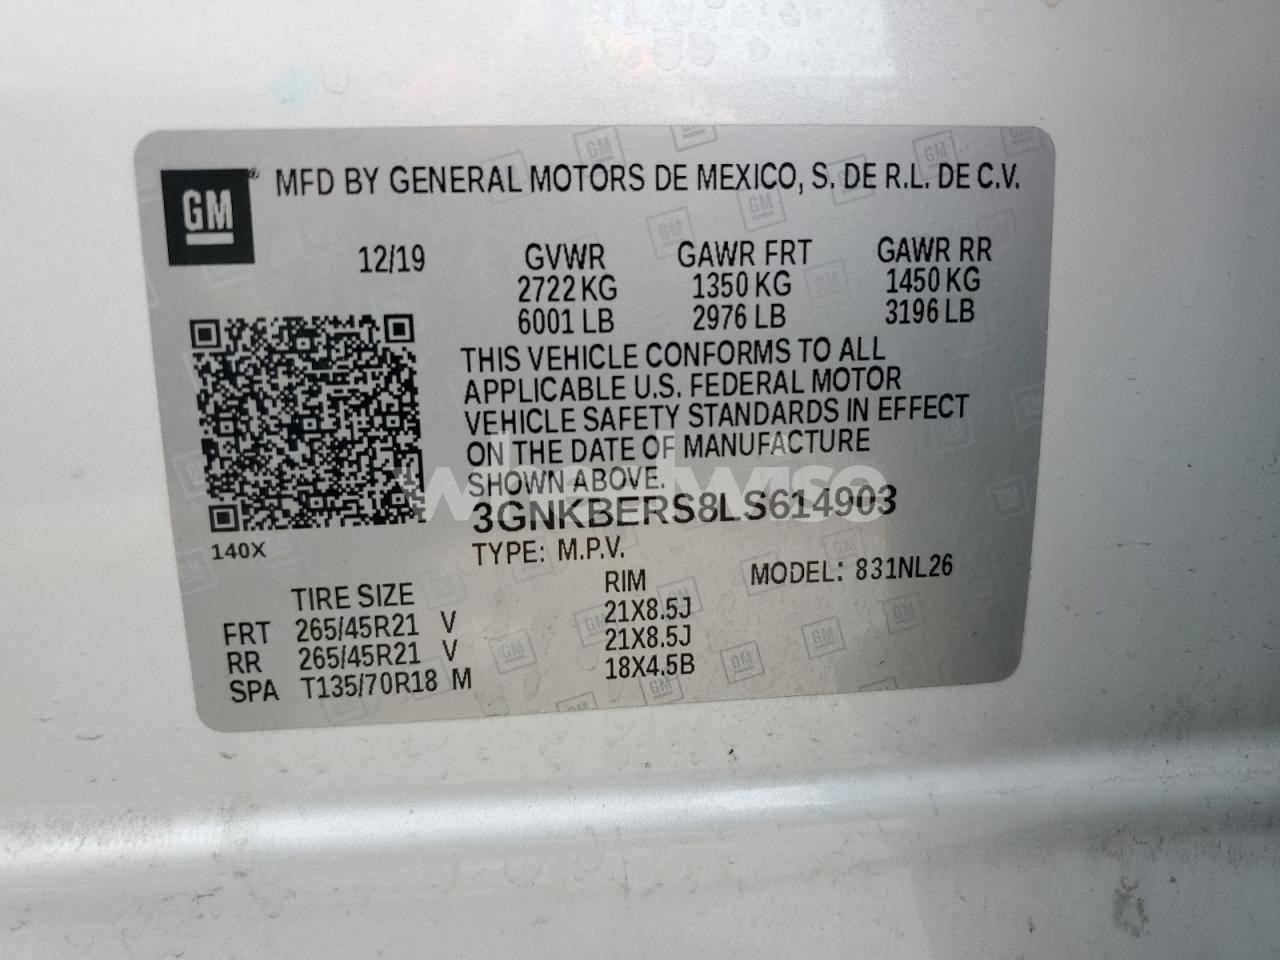 GM ® MFD BY GENERAL MOTORS DE MEXICO, S. DE R.L. DE C.V.
12/19 GVWR GAWR FRT GAWR RR
2722 KG 1350 KG 1450 KG
6001 LB 2976 LB 3196 LB
THIS VEHICLE CONFORMS TO ALL
APPLICABLE U.S. FEDERAL MOTOR
VEHICLE SAFETY STANDARDS IN EFFECT
ON THE DATE OF MANUFACTURE
SHOWN ABOVE.
3GNKBERS8LS614903
140X
TYPE: M.P.V. MODEL: 831NL26
TIRE SIZE RIM
FRT 265/45R21 V 21X8.5J
RR 265/45R21 V 21X8.5J
SPA T135/70R18 M 18X4.5B